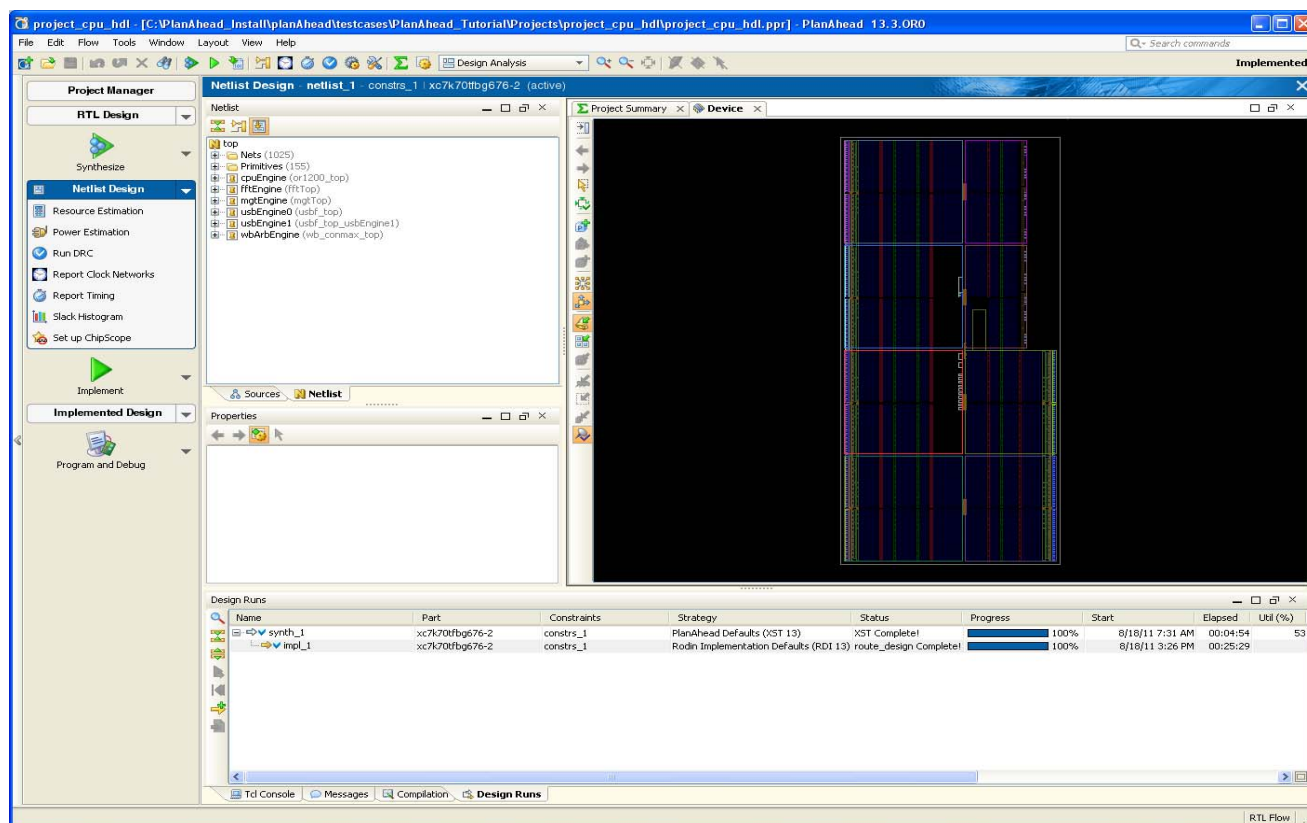 project_cpu_hdl - [C:\PlanAhead_Install\planAhead\testcases\PlanAhead_Tutorial\Projects\project_cpu_hdl\project_cpu_hdl.ppr] - PlanAhead 13.3.OR0
File Edit Flow Tools Window Layout View Help
Search commands
Design Analysis
Implemented
Project Manager
RTL Design
Synthesize
Netlist Design
Resource Estimation
Power Estimation
Run DRC
Report Clock Networks
Report Timing
Slack Histogram
Set up ChipScope
Implement
Implemented Design
Program and Debug
Netlist Design - netlist_1 - constrs_1 | xc7k70tfbg676-2 (active)
Netlist
top
Nets (1025)
Primitives (155)
cpuEngine (or1200_top)
fftEngine (fftTop)
mgtEngine (mgtTop)
usbEngine0 (usbf_top)
usbEngine1 (usbf_top_usbEngine1)
wbArbEngine (wb_conmax_top)
Sources Netlist
Properties
Project Summary Device
Design Runs
Name Part Constraints Strategy Status Progress Start Elapsed Util (%)
synth_1 xc7k70tfbg676-2 constrs_1 PlanAhead Defaults (XST 13) XST Complete! 100% 8/18/11 7:31 AM 00:04:54 53
impl_1 xc7k70tfbg676-2 constrs_1 Rodin Implementation Defaults (RDI 13) route_design Complete! 100% 8/18/11 3:26 PM 00:25:29
Tcl Console Messages Compilation Design Runs
RTL Flow